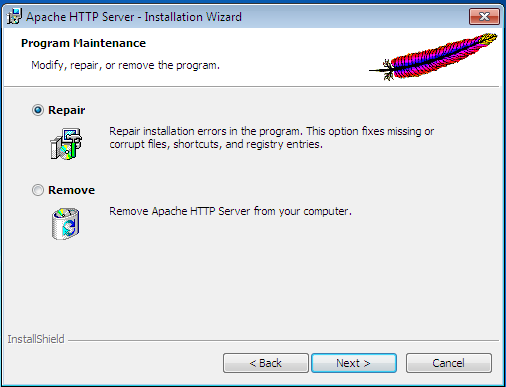 Apache HTTP Server - Installation Wizard
Program Maintenance
Modify, repair, or remove the program.
Repair
Repair installation errors in the program. This option fixes missing or
corrupt files, shortcuts, and registry entries.
Remove
Remove Apache HTTP Server from your computer.
InstallShield
< Back
Next >
Cancel